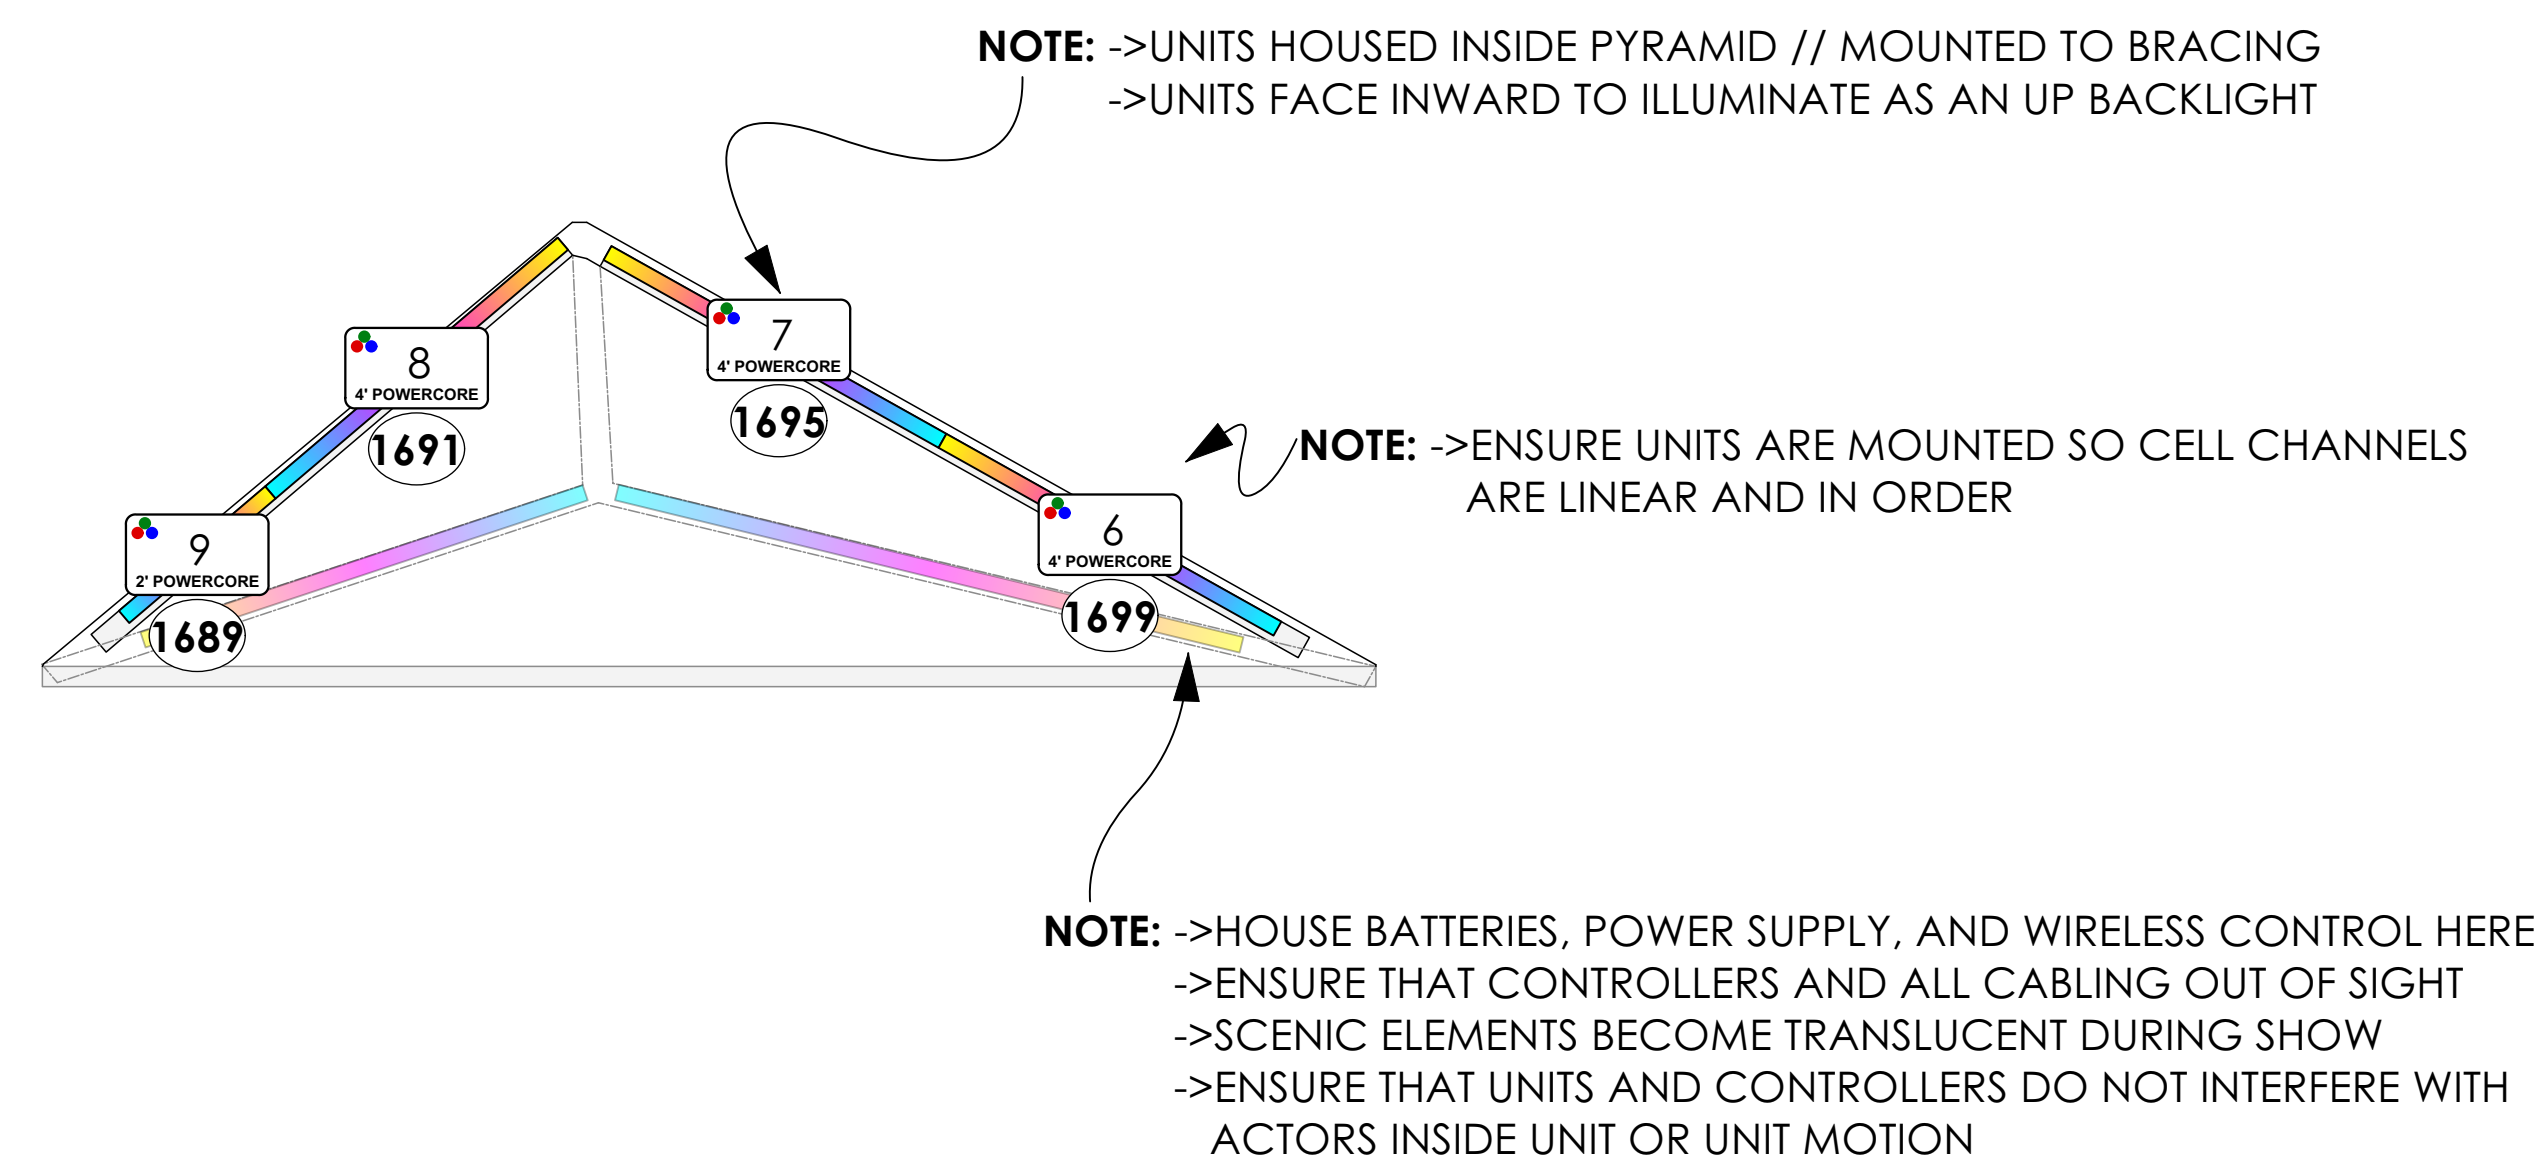 NOTE: ->UNITS HOUSED INSIDE PYRAMID // MOUNTED TO BRACING
->UNITS FACE INWARD TO ILLUMINATE AS AN UP BACKLIGHT
7
4' POWERCORE
1695
8
4' POWERCORE
1691
NOTE: ->ENSURE UNITS ARE MOUNTED SO CELL CHANNELS
ARE LINEAR AND IN ORDER
6
4' POWERCORE
1699
9
2' POWERCORE
1689
NOTE: ->HOUSE BATTERIES, POWER SUPPLY, AND WIRELESS CONTROL HERE
->ENSURE THAT CONTROLLERS AND ALL CABLING OUT OF SIGHT
->SCENIC ELEMENTS BECOME TRANSLUCENT DURING SHOW
->ENSURE THAT UNITS AND CONTROLLERS DO NOT INTERFERE WITH
ACTORS INSIDE UNIT OR UNIT MOTION